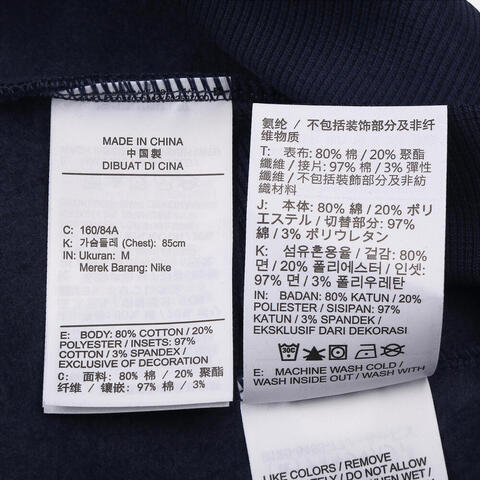 MADE IN CHINA
中國製
DIBUAT DI CINA
C: 160/84A
K: 가슴둘레 (Chest): 85cm
IN: Ukuran: M
Merek Barang: Nike
E: BODY: 80% COTTON / 20%
POLYESTER / INSETS: 97%
COTTON / 3% SPANDEX /
EXCLUSIVE OF DECORATION
C: 面料: 80% 棉 / 20% 聚酯
纤维 / 镶嵌: 97% 棉 / 3%
氨纶 / 不包括装饰部分及非纤
维物质
T: 表布: 80% 棉 / 20% 聚酯
纖維 / 接片: 97% 棉 / 3% 彈性
纖維 / 不包括裝飾部分及非紡
織材料
J: 本体: 80% 綿 / 20% ポリ
エステル / 切替部分: 97%
綿 / 3% ポリウレタン
K: 섬유혼용율 / 겉감: 80%
면 / 20% 폴리에스터 / 인셋:
97% 면 / 3% 폴리우레탄
IN: BADAN: 80% KATUN / 20%
POLIESTER / SISIPAN: 97%
KATUN / 3% SPANDEK /
EKSKLUSIF DARI DEKORASI
30C
E: MACHINE WASH COLD /
WASH INSIDE OUT / WASH WITH
LIKE COLORS / REMOVE
IMMEDIATELY / DO NOT ALLOW
WHEN WET /